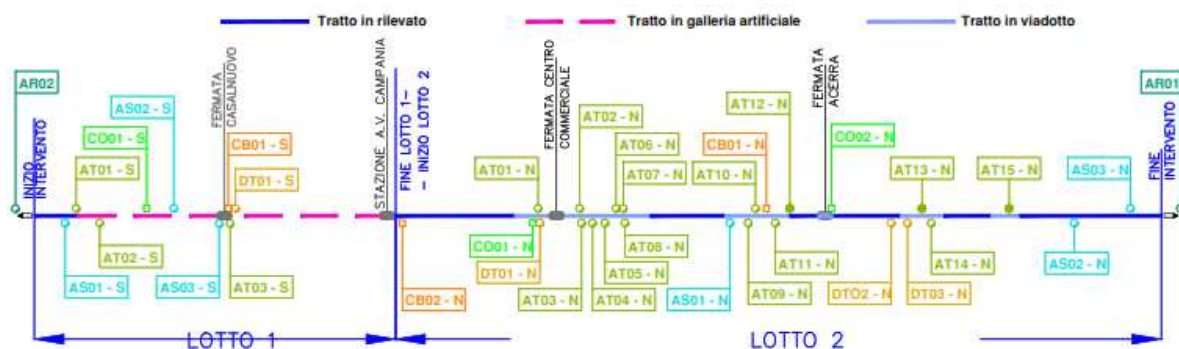 Tratto in rilevato
Tratto in galleria artificiale
Tratto in viadotto
AR02
INIZIO
INTERVENTO
AT01 - S
CO01 - S
AS02 - S
FERMATA
CASALNUOVO
CB01 - S
DT01 - S
STAZIONE A.V. CAMPANIA
FINE LOTTO 1-
- INIZIO LOTTO 2
AT01 - N
FERMATA CENTRO
COMMERCIALE
AT02 - N
AT06 - N
AT07 - N
CB01 - N
AT10 - N
AT12 - N
FERMATA
ACERRA
CO02 - N
AT13 - N
AT15 - N
AS03 - N
AR01
FINE
INTERVENTO
AS01 - S
AT02 - S
AS03 - S
AT03 - S
CB02 - N
CO01 - N
DT01 - N
AT03 - N
AT04 - N
AT05 - N
AT08 - N
AS01 - N
AT09 - N
AT11 - N
DTO2 - N
DT03 - N
AT14 - N
AS02 - N
LOTTO 1
LOTTO 2